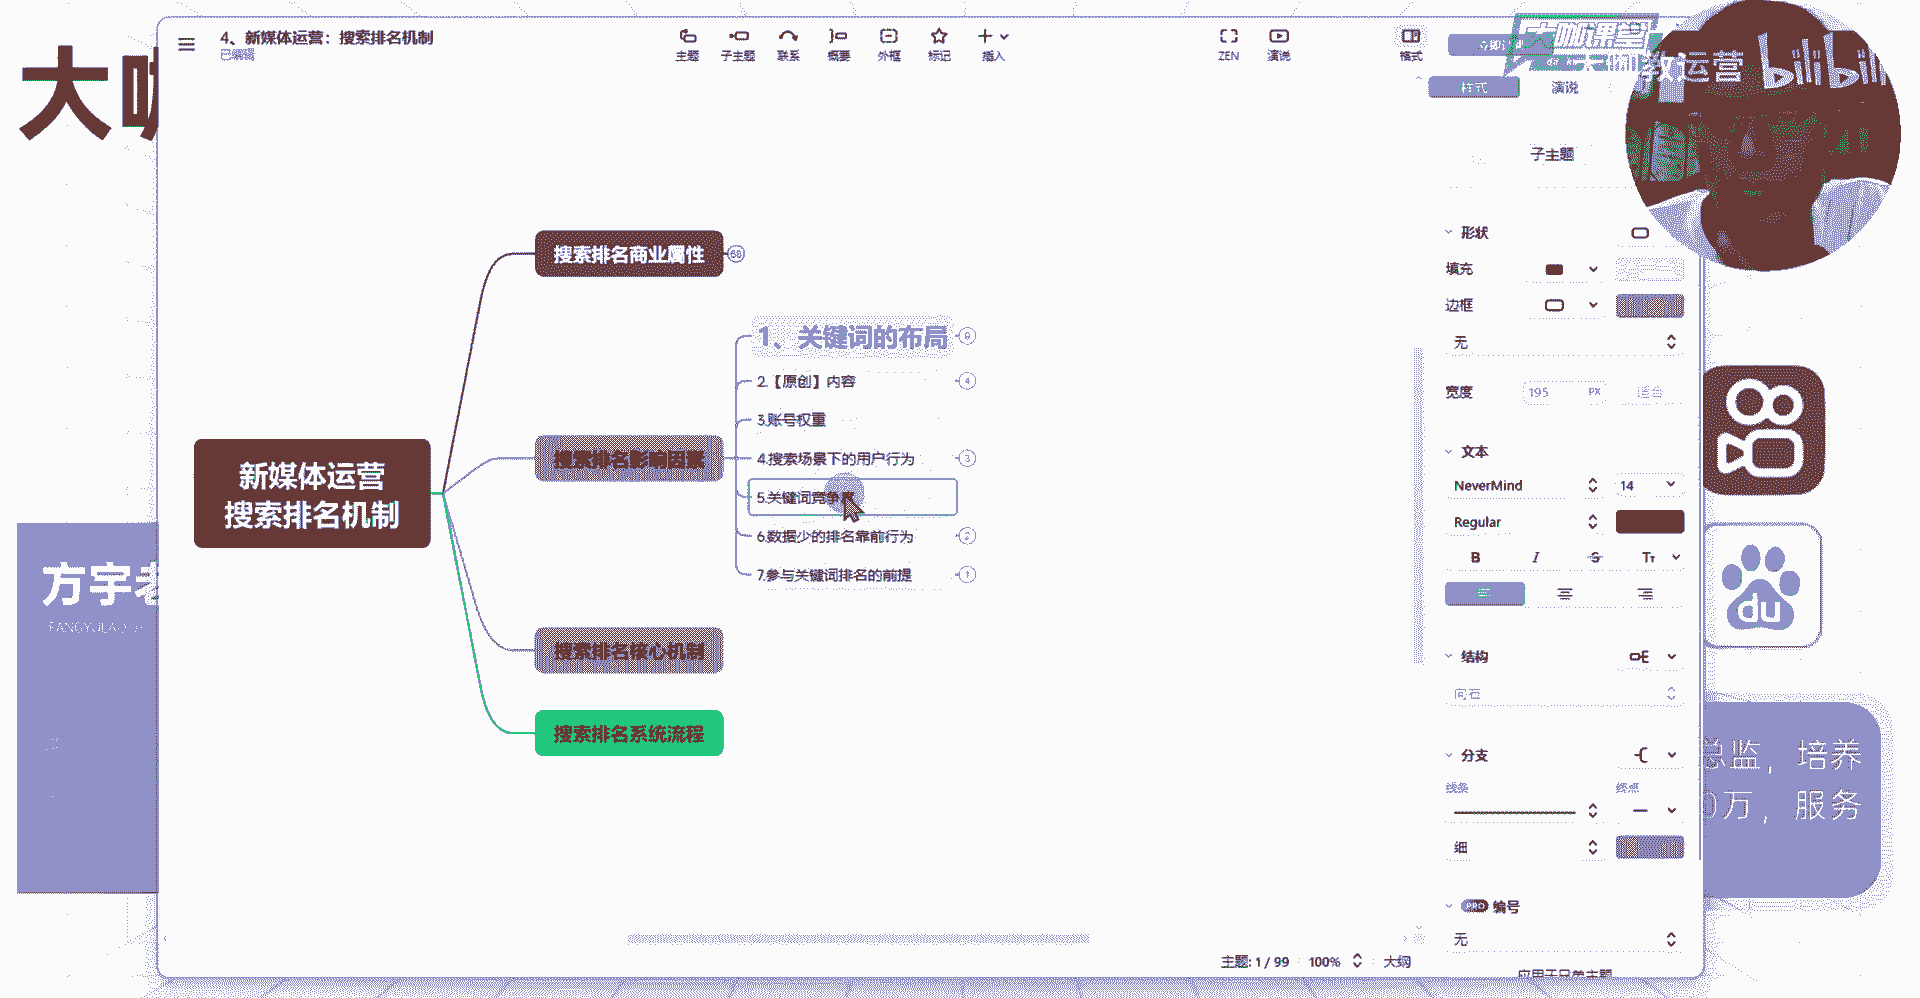 4、新媒体运营：搜索排名机制
已编辑
主题
子主题
联系
概要
外框
标记
插入
ZEN
演说
格式
大咖课堂
教运营
bilibili
样式
演说
子主题
形状
填充
边框
无
宽度
195
PX
适合
文本
NeverMind
14
Regular
B
I
S
Tт
结构
向右
分支
线条
终点
细
PRO
编号
无
应用于兄弟主题
大咖
方宇老
FANGYULAO
新媒体运营
搜索排名机制
搜索排名商业属性
68
搜索排名影响因素
1、关键词的布局
9
2.【原创】内容
4
3.账号权重
4.搜索场景下的用户行为
3
5.关键词竞争度
6.数据少的排名靠前行为
2
7.参与关键词排名的前提
1
搜索排名核心机制
搜索排名系统流程
du
总监，培养
0万，服务
主题: 1 / 99
100%
大纲